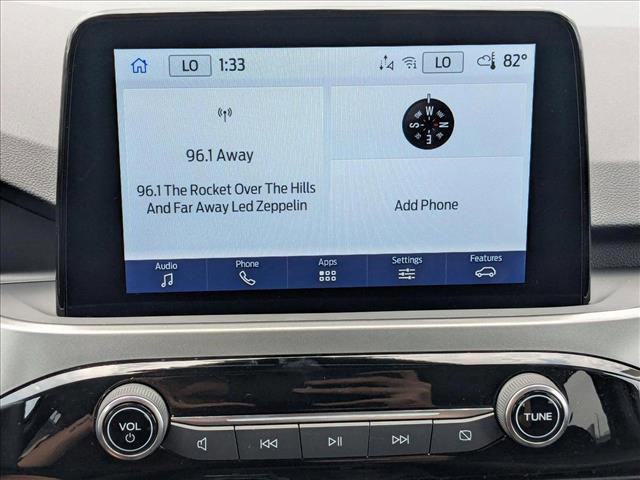 LO 1:33 LO 82°
96.1 Away
96.1 The Rocket Over The Hills
And Far Away Led Zeppelin
W
S N
E
Add Phone
Audio Phone Apps Settings Features
VOL TUNE